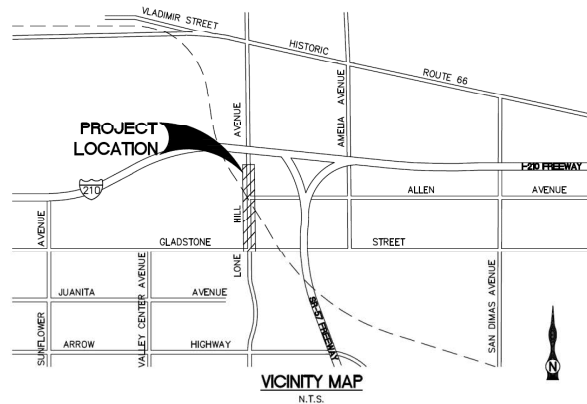 VLADIMIR STREET
HISTORIC
ROUTE 66
AVENUE
AMELIA AVENUE
PROJECT
LOCATION
I-210 FREEWAY
210
ALLEN
AVENUE
HILL
AVENUE
GLADSTONE
STREET
LONE
VALLEY CENTER AVENUE
SAN DIMAS AVENUE
JUANITA
AVENUE
SR-57 FREEWAY
SUNFLOWER
ARROW
HIGHWAY
N
VICINITY MAP
N.T.S.